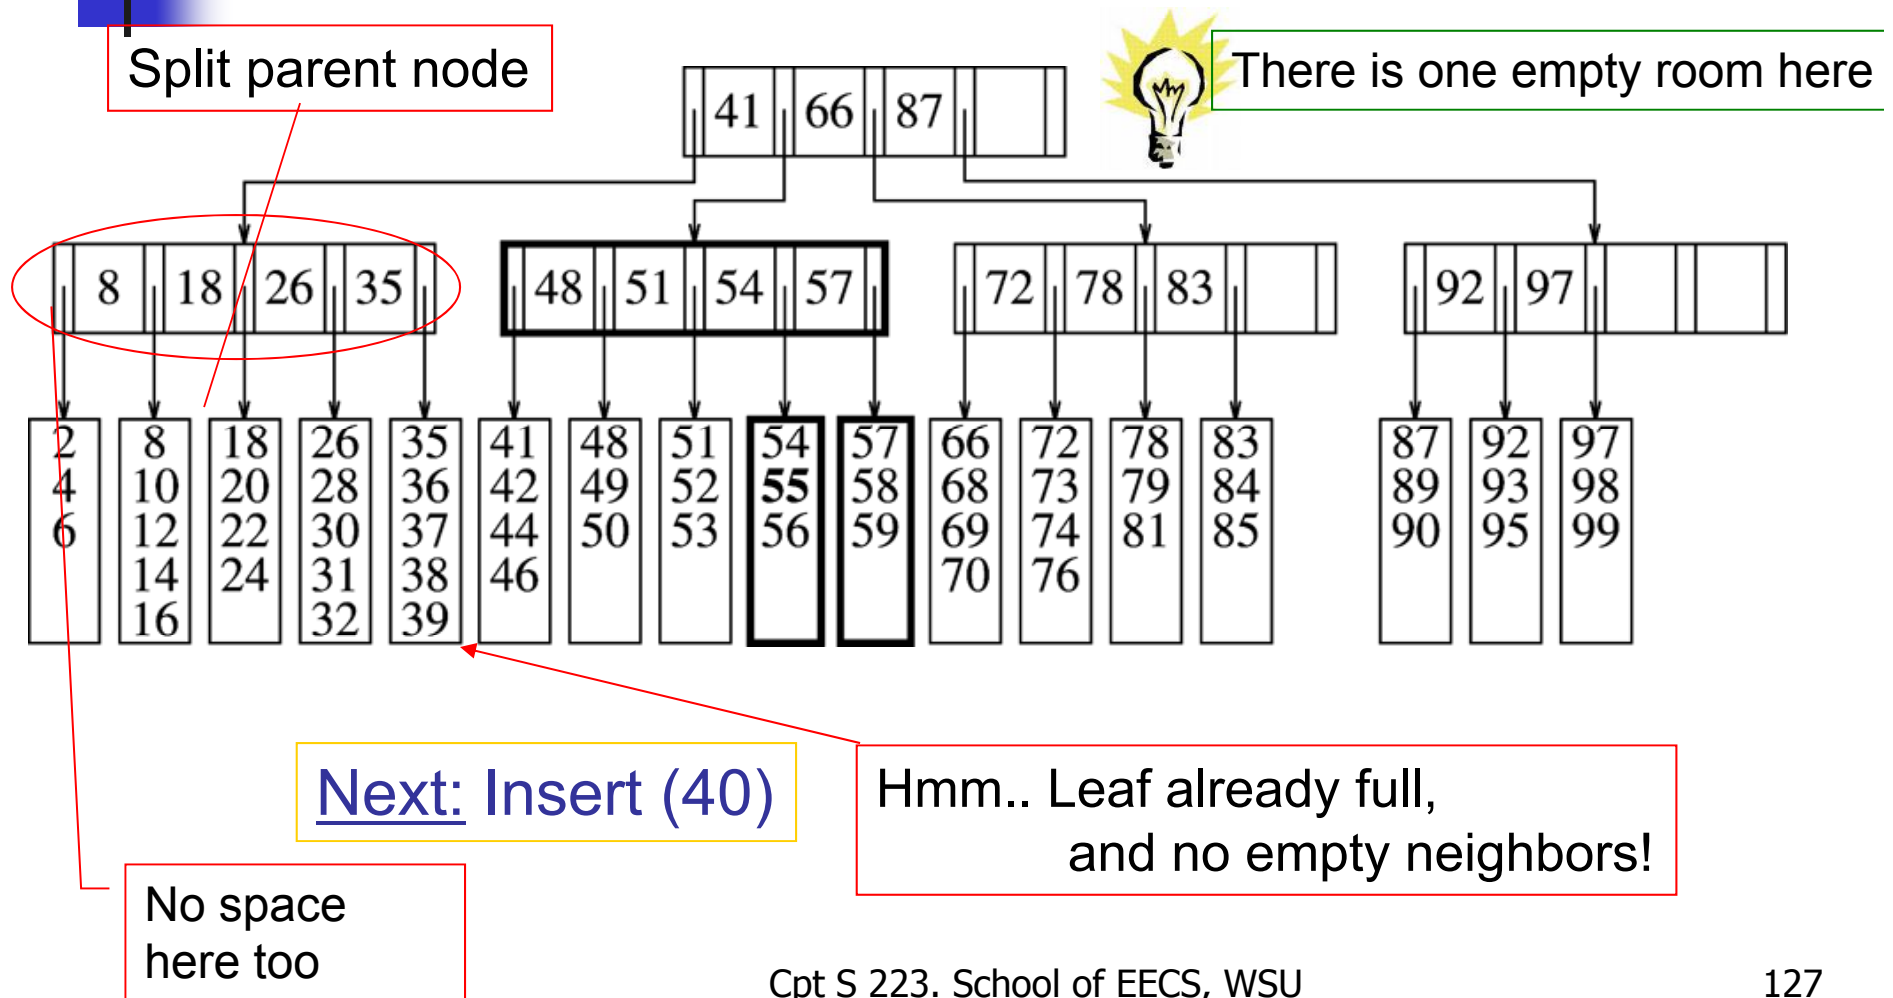 Split parent node
There is one empty room here
41 66 87
8 18 26 35
48 51 54 57
72 78 83
92 97
2 8 18 26 35 41 48 51 54 57 66 72 78 83 87 92 97
4 10 20 28 36 42 49 52 55 58 68 73 79 84 89 93 98
6 12 22 30 37 44 50 53 56 59 69 74 81 85 90 95 99
14 24 31 38 46 70 76
16 32 39
Next: Insert (40)
Hmm.. Leaf already full,
and no empty neighbors!
No space
here too
Cpt S 223. School of EECS, WSU
127